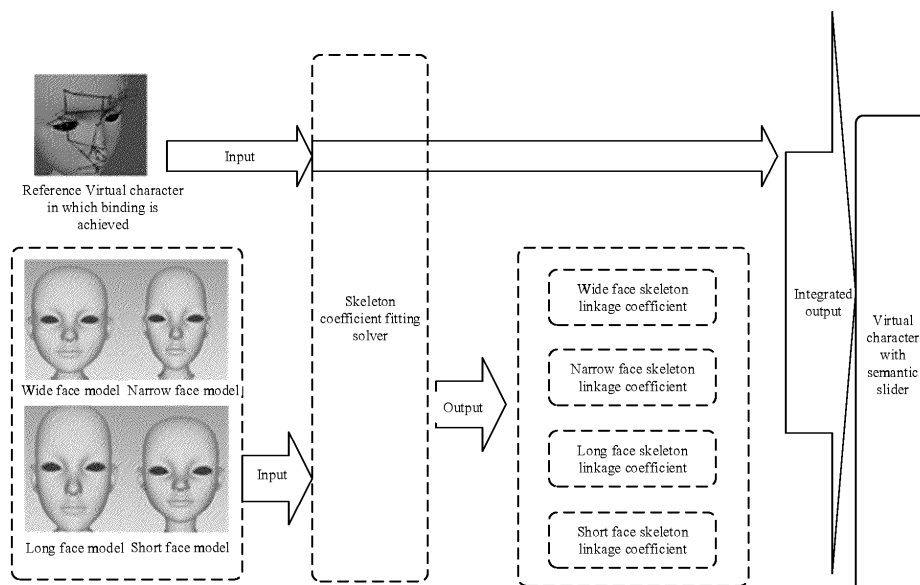 Input
Reference Virtual character
in which binding is
achieved
Wide face model
Narrow face model
Long face model
Short face model
Input
Skeleton
coefficient fitting
solver
Output
Wide face skeleton
linkage coefficient
Narrow face skeleton
linkage coefficient
Long face skeleton
linkage coefficient
Short face skeleton
linkage coefficient
Integrated
output
Virtual
character
with
semantic
slider